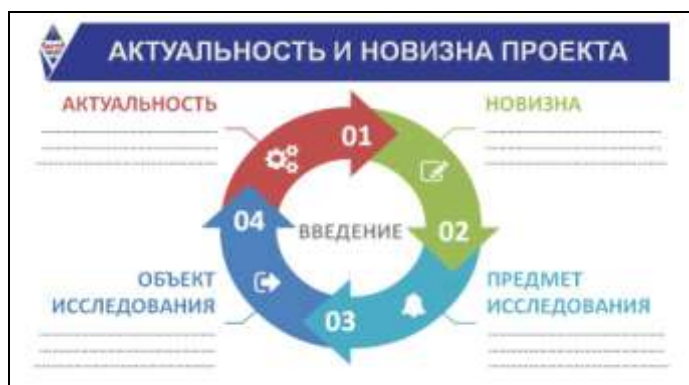 АКТУАЛЬНОСТЬ И НОВИЗНА ПРОЕКТА
АКТУАЛЬНОСТЬ
НОВИЗНА
01
02
03
04
ВВЕДЕНИЕ
ОБЪЕКТ
ИССЛЕДОВАНИЯ
ПРЕДМЕТ
ИССЛЕДОВАНИЯ